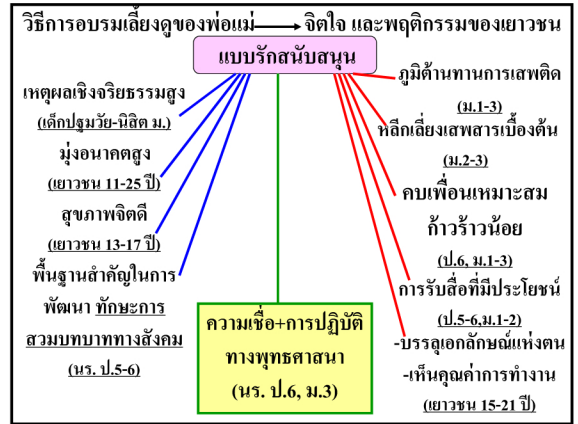 วิธีการอบรมเลี้ยงดูของพ่อแม่ → จิตใจ และพฤติกรรมของเยาวชน
แบบรักสนับสนุน
เหตุผลเชิงจริยธรรมสูง
(เด็กปฐมวัย-นิสิต ม.)
มุ่งอนาคตสูง
(เยาวชน 11-25 ปี)
สุขภาพจิตดี
(เยาวชน 13-17 ปี)
พื้นฐานสำคัญในการ
พัฒนา ทักษะการ
สวมบทบาททางสังคม
(นร. ป.5-6)
ความเชื่อ+การปฏิบัติ
ทางพุทธศาสนา
(นร. ป.6, ม.3)
ภูมิต้านทานการเสพติด
(ม.1-3)
หลีกเลี่ยงเสพสารเบื้องต้น
(ม.2-3)
คบเพื่อนเหมาะสม
ก้าวร้าวน้อย
(ป.6, ม.1-3)
การรับสื่อที่มีประโยชน์
(ป.5-6,ม.1-2)
-บรรลุเอกลักษณ์แห่งตน
-เห็นคุณค่าการทำงาน
(เยาวชน 15-21 ปี)